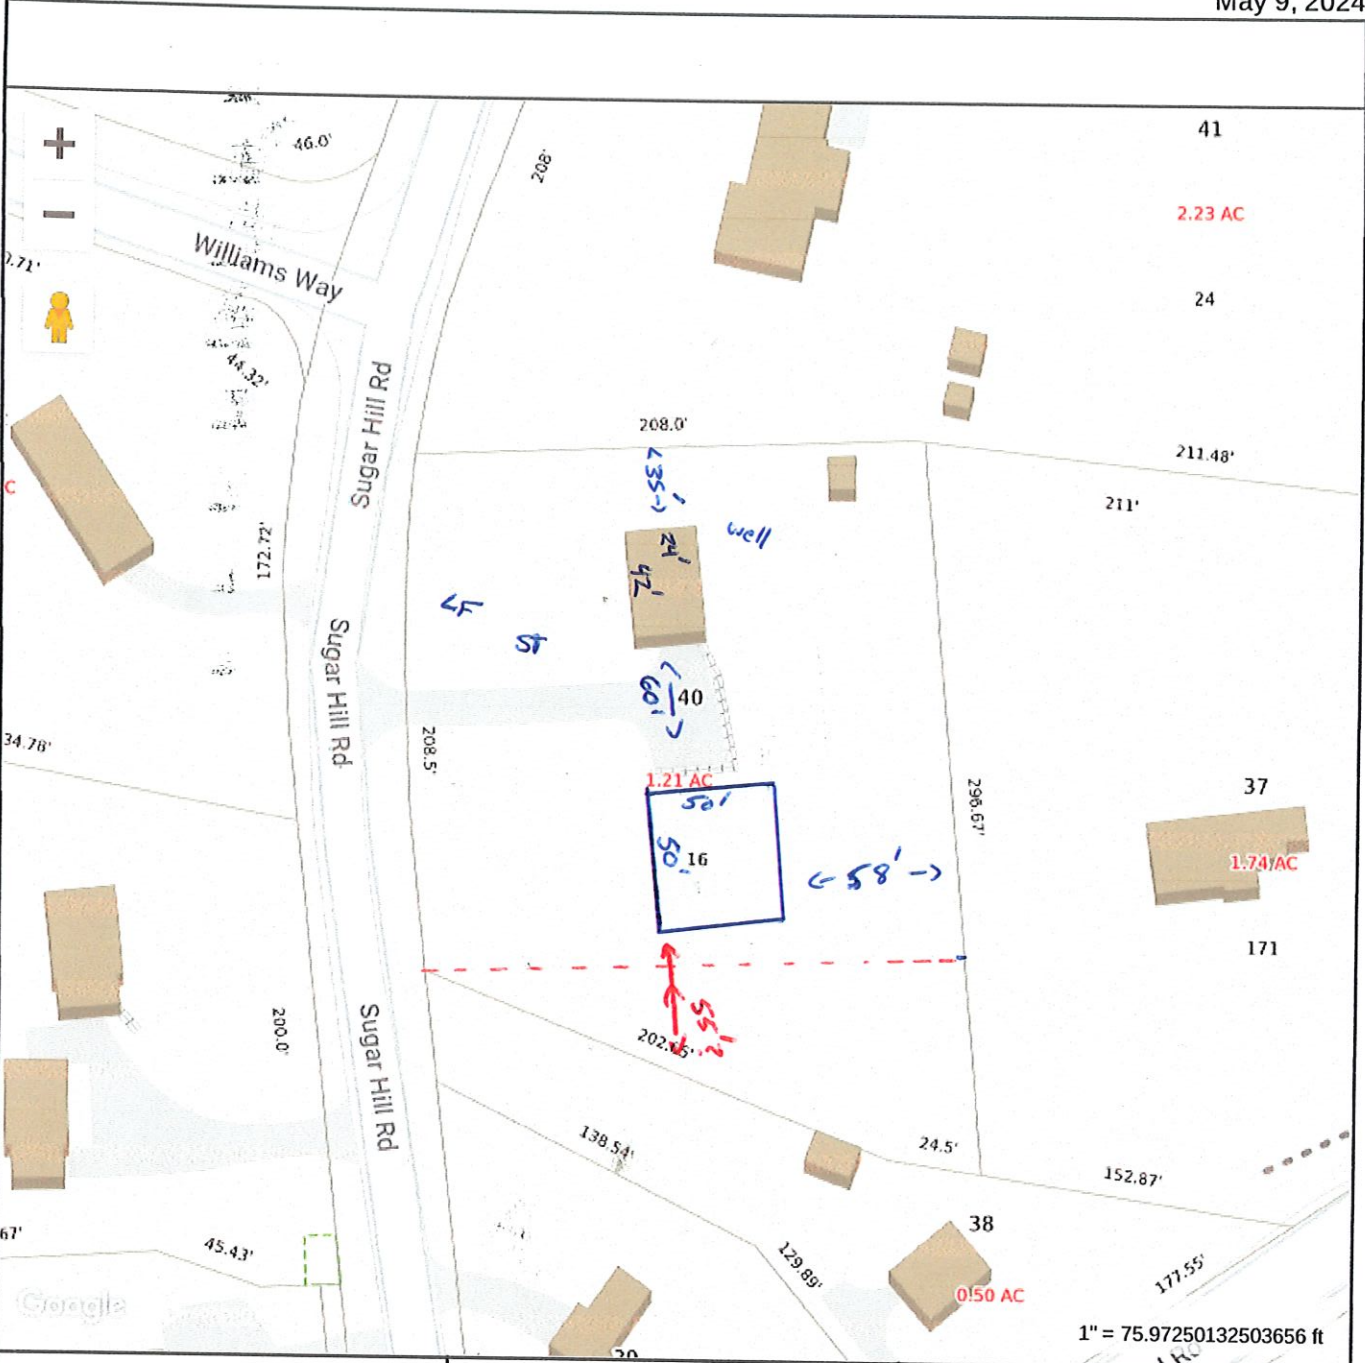 May 9, 2024
46.0'
208'
41
2.23 AC
Williams Way
0.71'
24
44.32'
Sugar Hill Rd
208.0'
211.48'
C
<35->'
211'
172.72'
well
24'
42'
LF
ST
Sugar Hill Rd
60'
40
208.5'
34.78'
1.21 AC
50'
296.67'
37
50'
16
<- 58' ->
1.74 AC
171
55'?
200.0'
Sugar Hill Rd
138.54'
24.5'
152.87'
38
67'
45.43'
129.89'
177.55'
0.50 AC
Google
1" = 75.97250132503656 ft